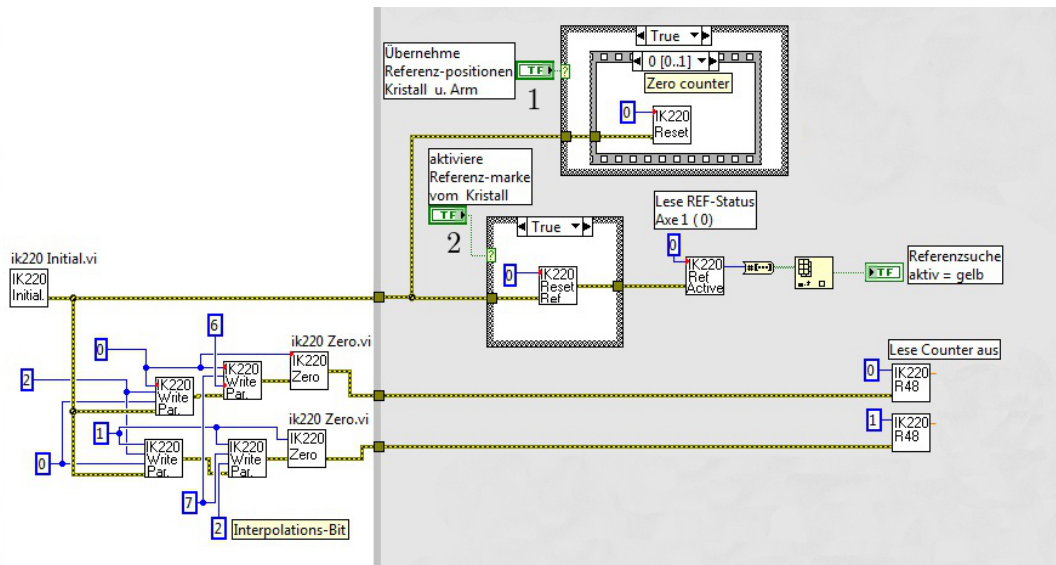 True
Übernehme
Referenz-positionen
Kristall u. Arm
TF
?
1
0 [0..1]
Zero counter
0
IK220
Reset
aktiviere
Referenz-marke
vom Kristall
TF
2
True
?
0
IK220
Reset
Ref
Lese REF-Status
Axe 1 ( 0)
0
IK220
Ref
Active
#[...]
TF
Referenzsuche
aktiv = gelb
ik220 Initial.vi
IK220
Initial.
6
ik220 Zero.vi
0
IK220
Write
Par.
IK220
Zero
2
IK220
Write
Par.
ik220 Zero.vi
1
IK220
Write
Par.
IK220
Write
Par.
IK220
Zero
0
7
2
Interpolations-Bit
Lese Counter aus
0
IK220
R48
1
IK220
R48